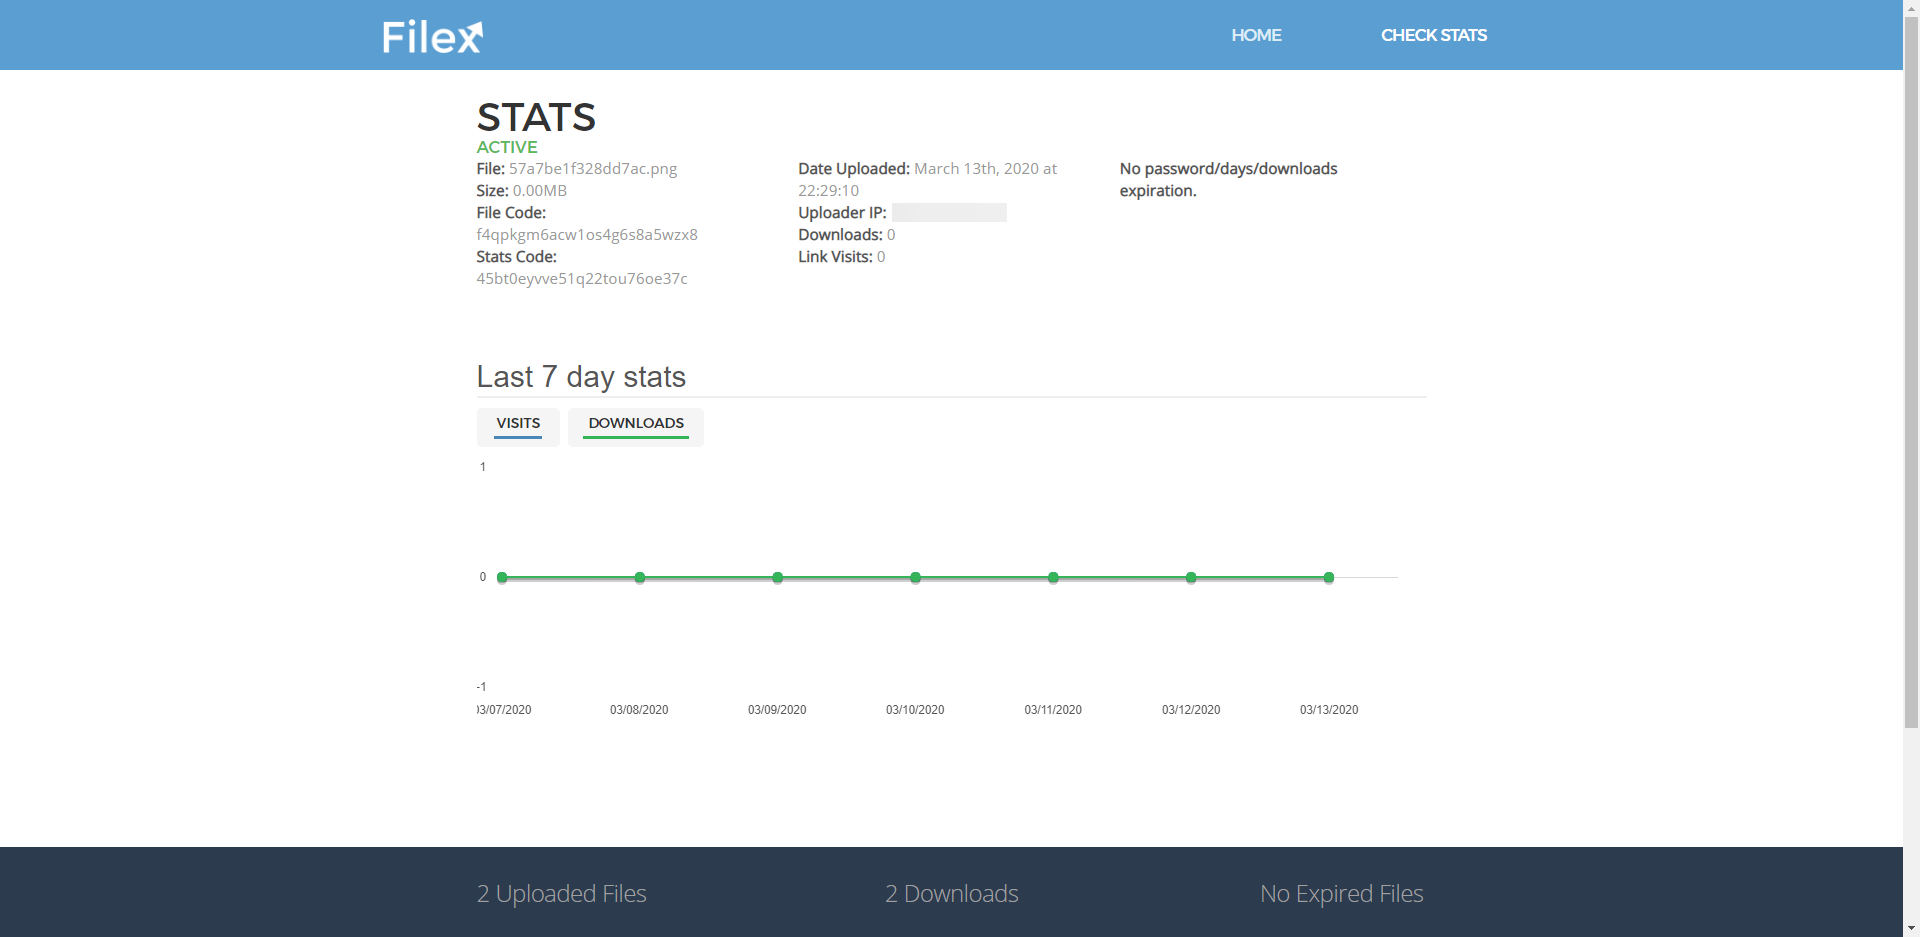 Filex
HOME
CHECK STATS
STATS
ACTIVE
File: 57a7be1f328dd7ac.png
Size: 0.00MB
File Code:
f4qpkgm6acw1os4g6s8a5wzx8
Stats Code:
45bt0eyvve51q22tou76oe37c
Date Uploaded: March 13th, 2020 at
22:29:10
Uploader IP:
Downloads: 0
Link Visits: 0
No password/days/downloads
expiration.
Last 7 day stats
VISITS
DOWNLOADS
1
0
-1
03/07/2020
03/08/2020
03/09/2020
03/10/2020
03/11/2020
03/12/2020
03/13/2020
2 Uploaded Files
2 Downloads
No Expired Files